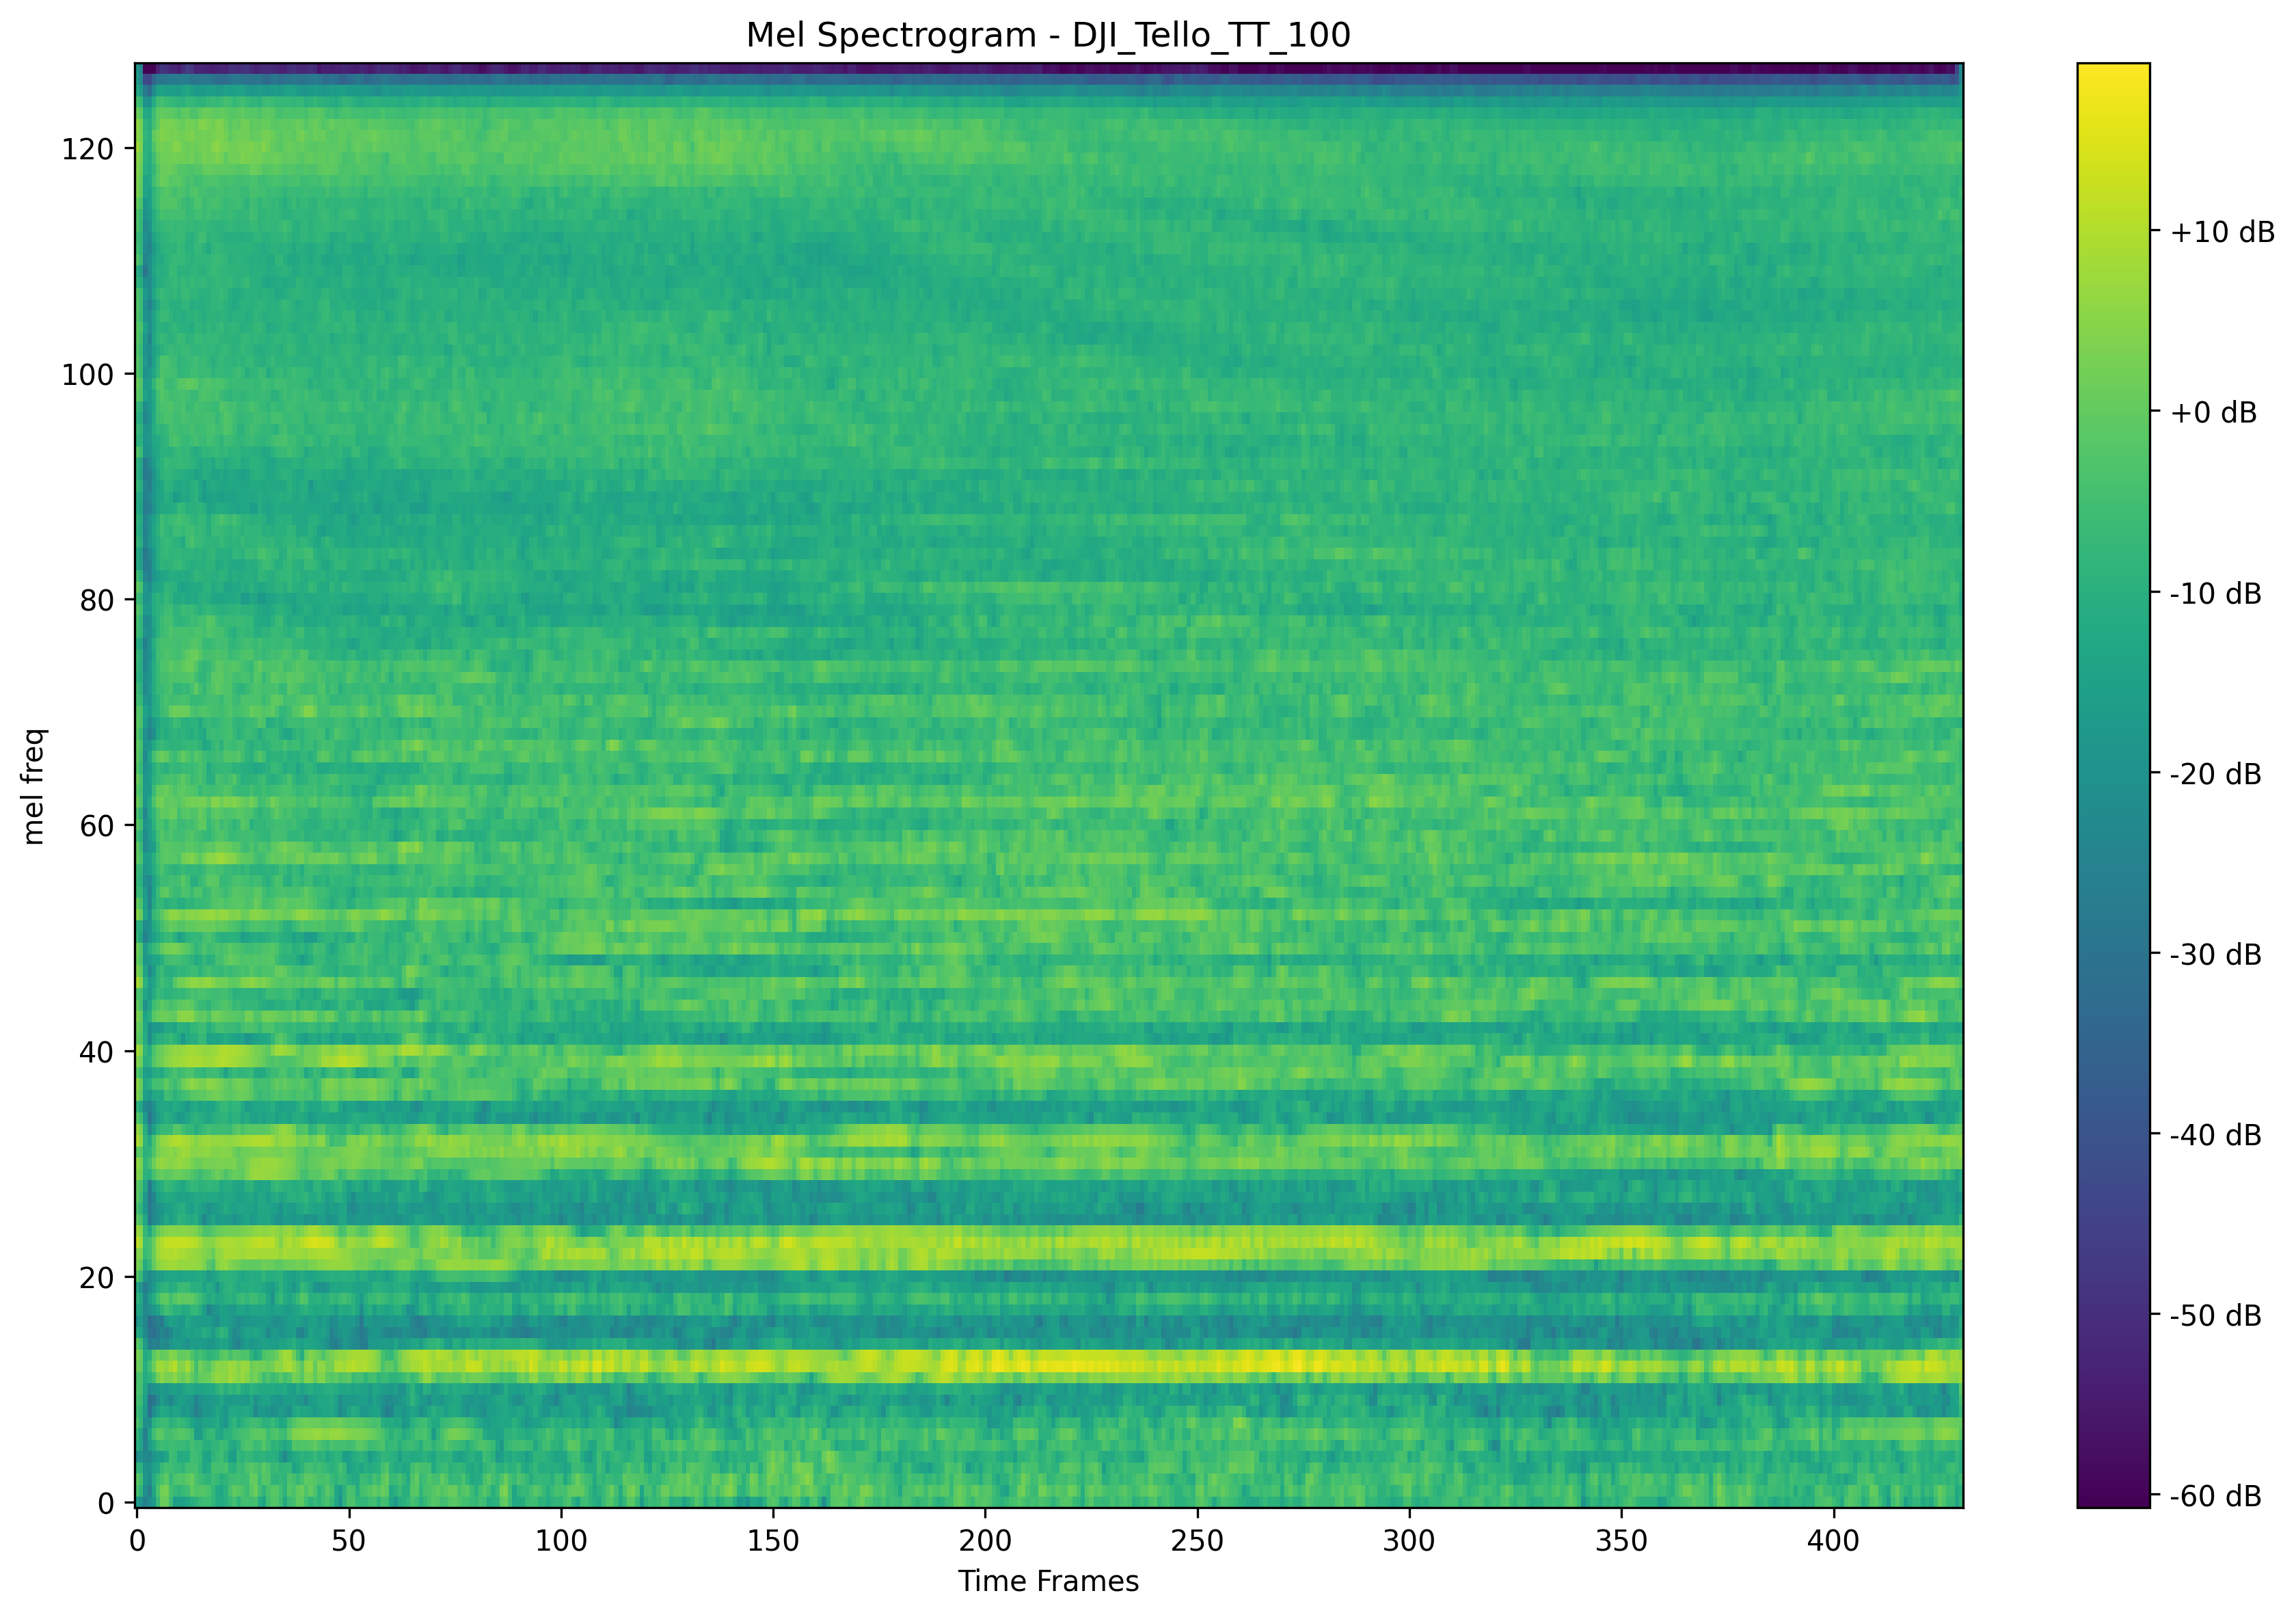 Mel Spectrogram - DJI_Tello_TT_100
120
100
80
60
40
20
0
mel freq
0
50
100
150
200
250
300
350
400
Time Frames
+10 dB
+0 dB
-10 dB
-20 dB
-30 dB
-40 dB
-50 dB
-60 dB